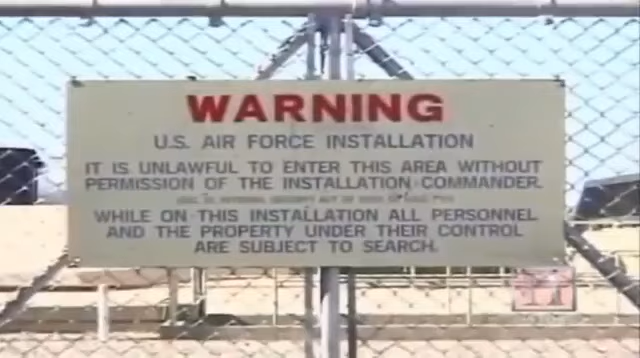 WARNING
U.S. AIR FORCE INSTALLATION
IT IS UNLAWFUL TO ENTER THIS AREA WITHOUT
PERMISSION OF THE INSTALLATION COMMANDER.
WHILE ON THIS INSTALLATION ALL PERSONNEL
AND THE PROPERTY UNDER THEIR CONTROL
ARE SUBJECT TO SEARCH.